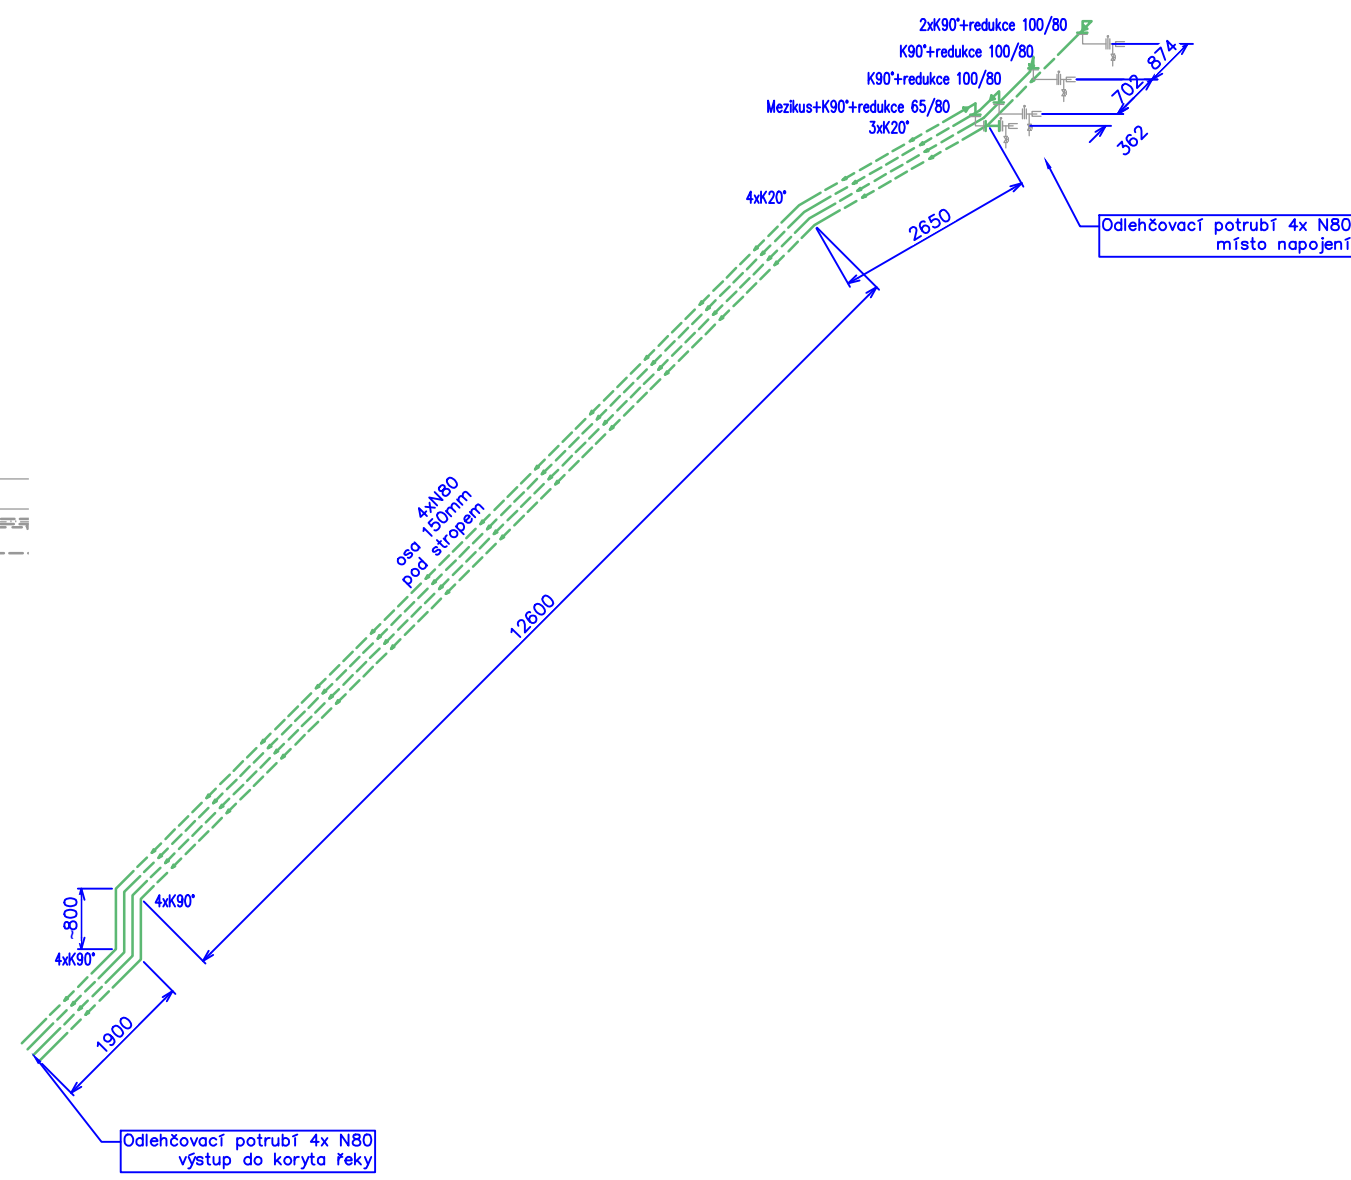 2xK90°+redukce 100/80
K90°+redukce 100/80
874
K90°+redukce 100/80
702
Mezikus+K90°+redukce 65/80
3xK20°
362
4xK20°
2650
Odlehčovací potrubí 4x N80
místo napojení
4xN80
osa 150mm
pod stropem
12600
~800
4xK90°
4xK90°
1900
Odlehčovací potrubí 4x N80
výstup do koryta řeky